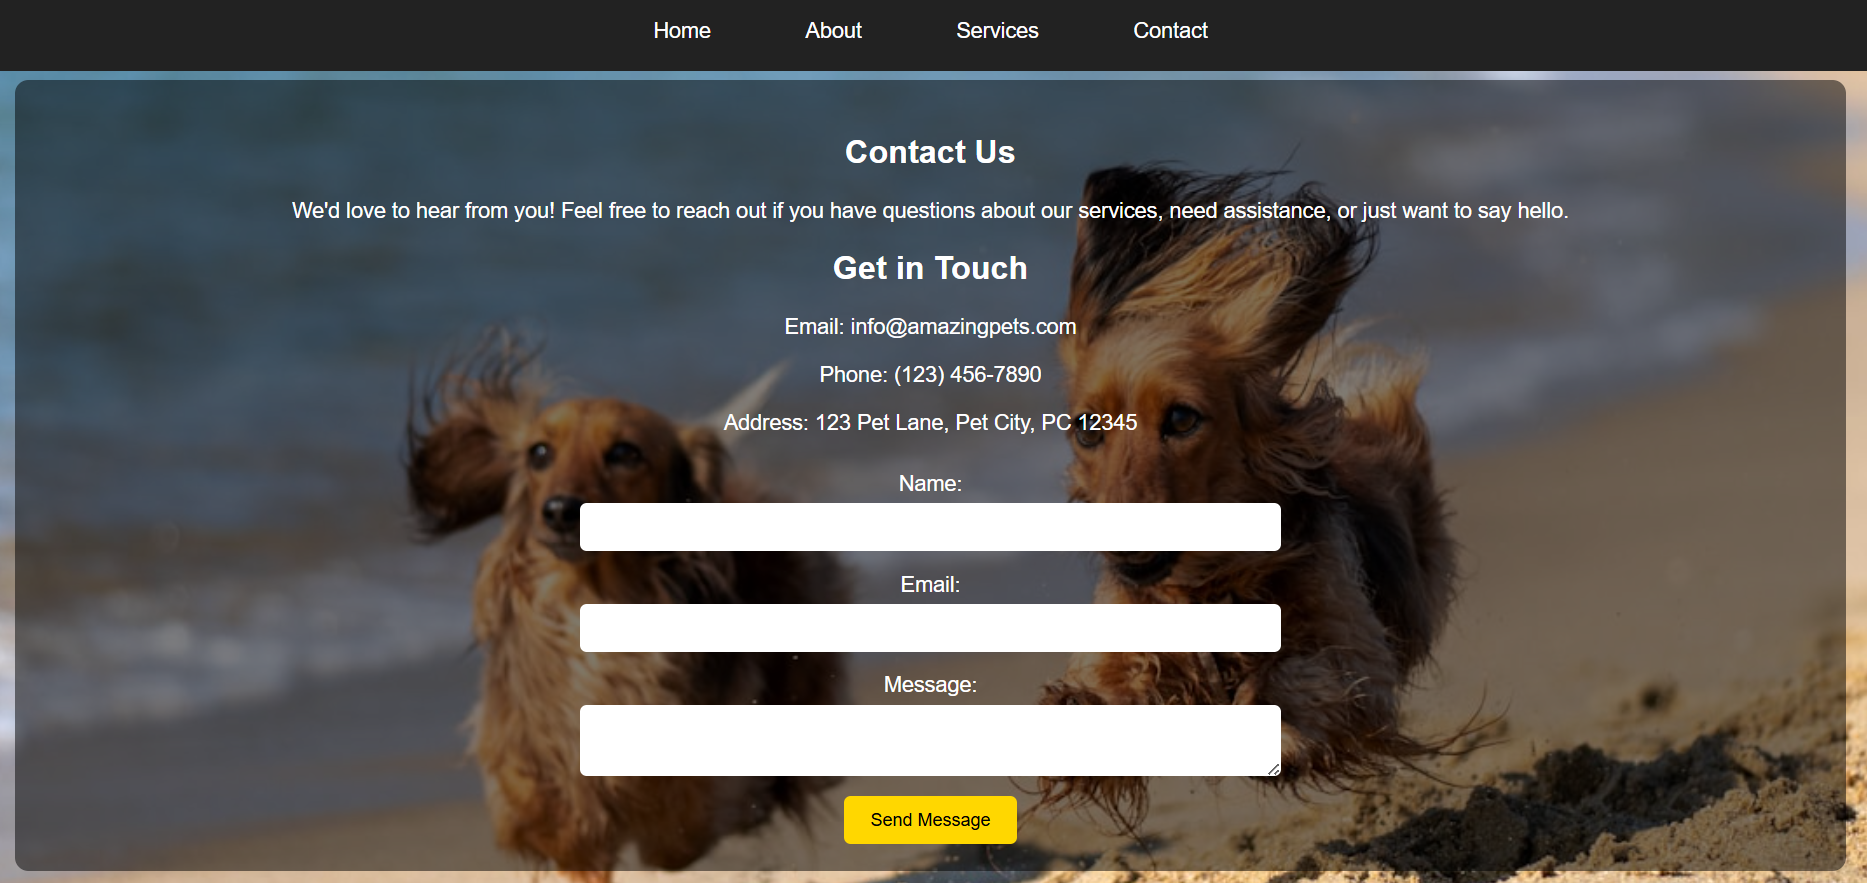 Home About Services Contact
Contact Us
We'd love to hear from you! Feel free to reach out if you have questions about our services, need assistance, or just want to say hello.
Get in Touch
Email: info@amazingpets.com
Phone: (123) 456-7890
Address: 123 Pet Lane, Pet City, PC 12345
Name:
Email:
Message:
Send Message